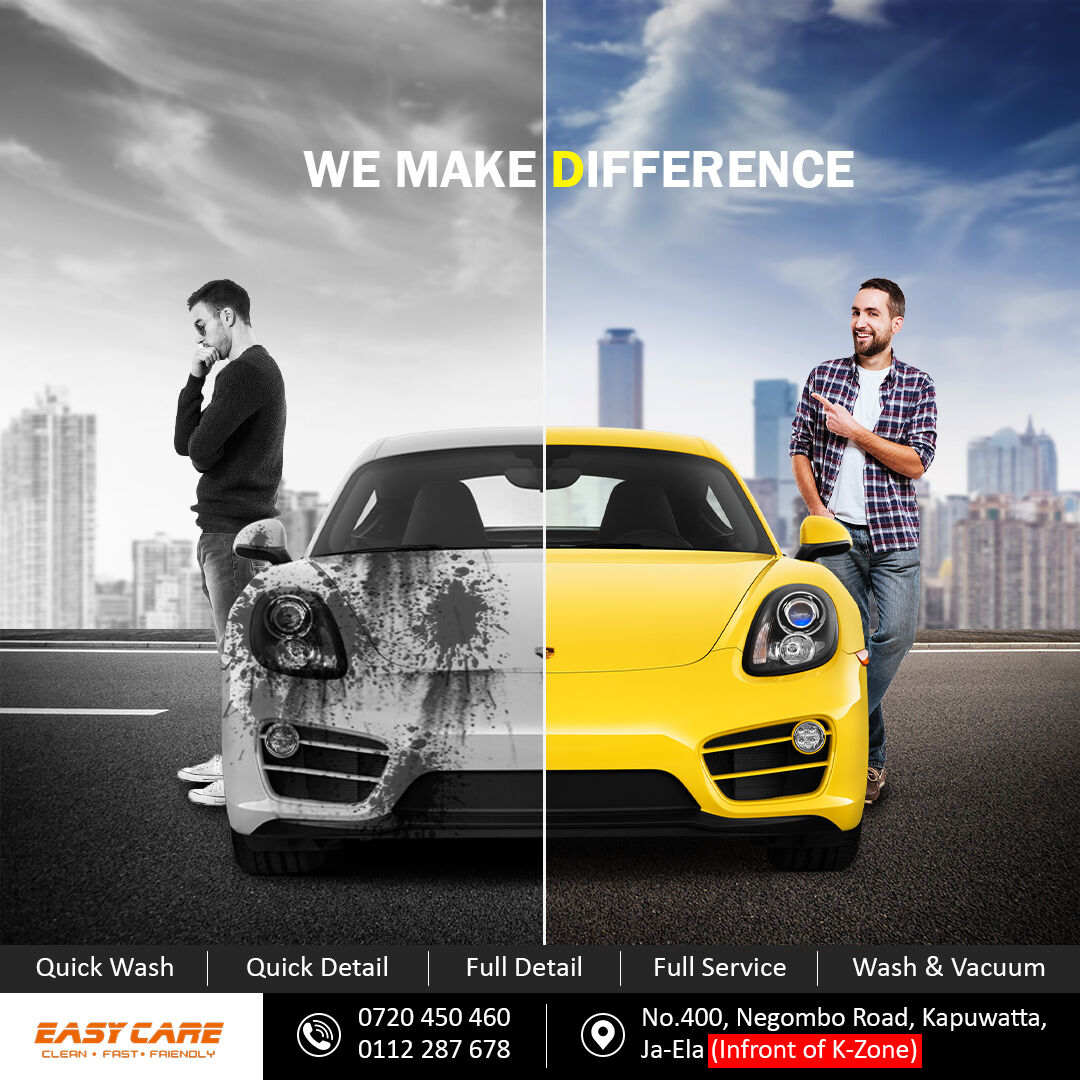 WE MAKE DIFFERENCE
Quick Wash | Quick Detail | Full Detail | Full Service | Wash & Vacuum
EASY CARE
CLEAN • FAST • FRIENDLY
0720 450 460
0112 287 678
No.400, Negombo Road, Kapuwatta,
Ja-Ela (Infront of K-Zone)